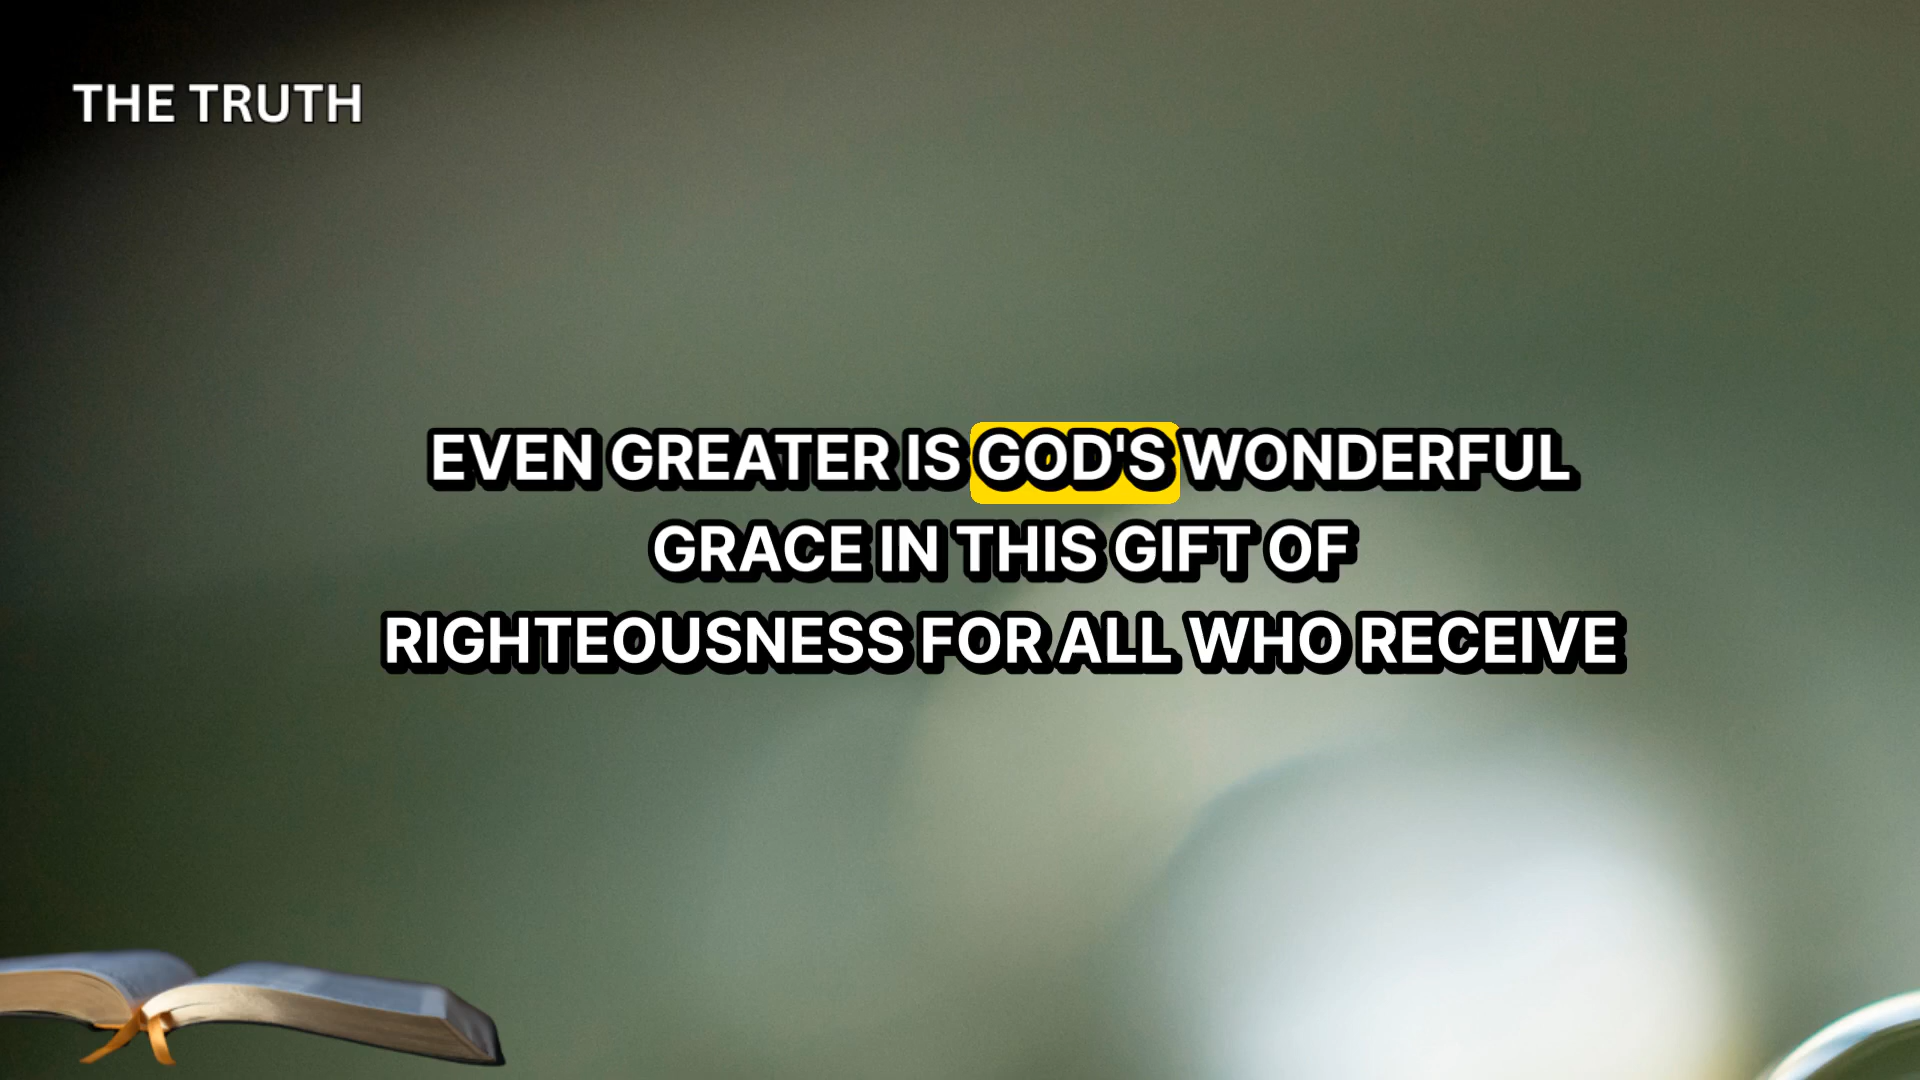 THE TRUTH
EVEN GREATER IS GOD'S WONDERFUL
GRACE IN THIS GIFT OF
RIGHTEOUSNESS FOR ALL WHO RECEIVE